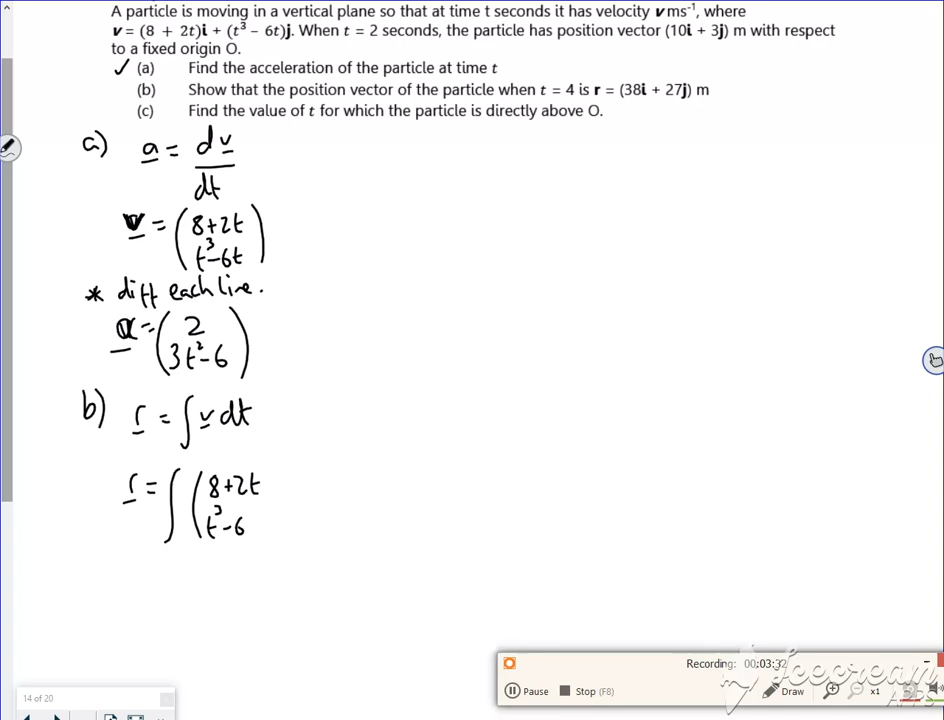 A particle is moving in a vertical plane so that at time t seconds it has velocity v ms⁻¹, where
v = (8 + 2t)i + (t³ – 6t)j. When t = 2 seconds, the particle has position vector (10i + 3j) m with respect
to a fixed origin O.
✓ (a) Find the acceleration of the particle at time t
(b) Show that the position vector of the particle when t = 4 is r = (38i + 27j) m
(c) Find the value of t for which the particle is directly above O.
a) a = dv
dt
v = (8+2t
t³-6t)
* diff each line.
a = (2
3t²-6)
b) r = ∫ v dt
r = ∫ (8+2t
t³-6
Recording: 00:03:32
Pause Stop (F8) Draw x1
Icecream
APPS
14 of 20